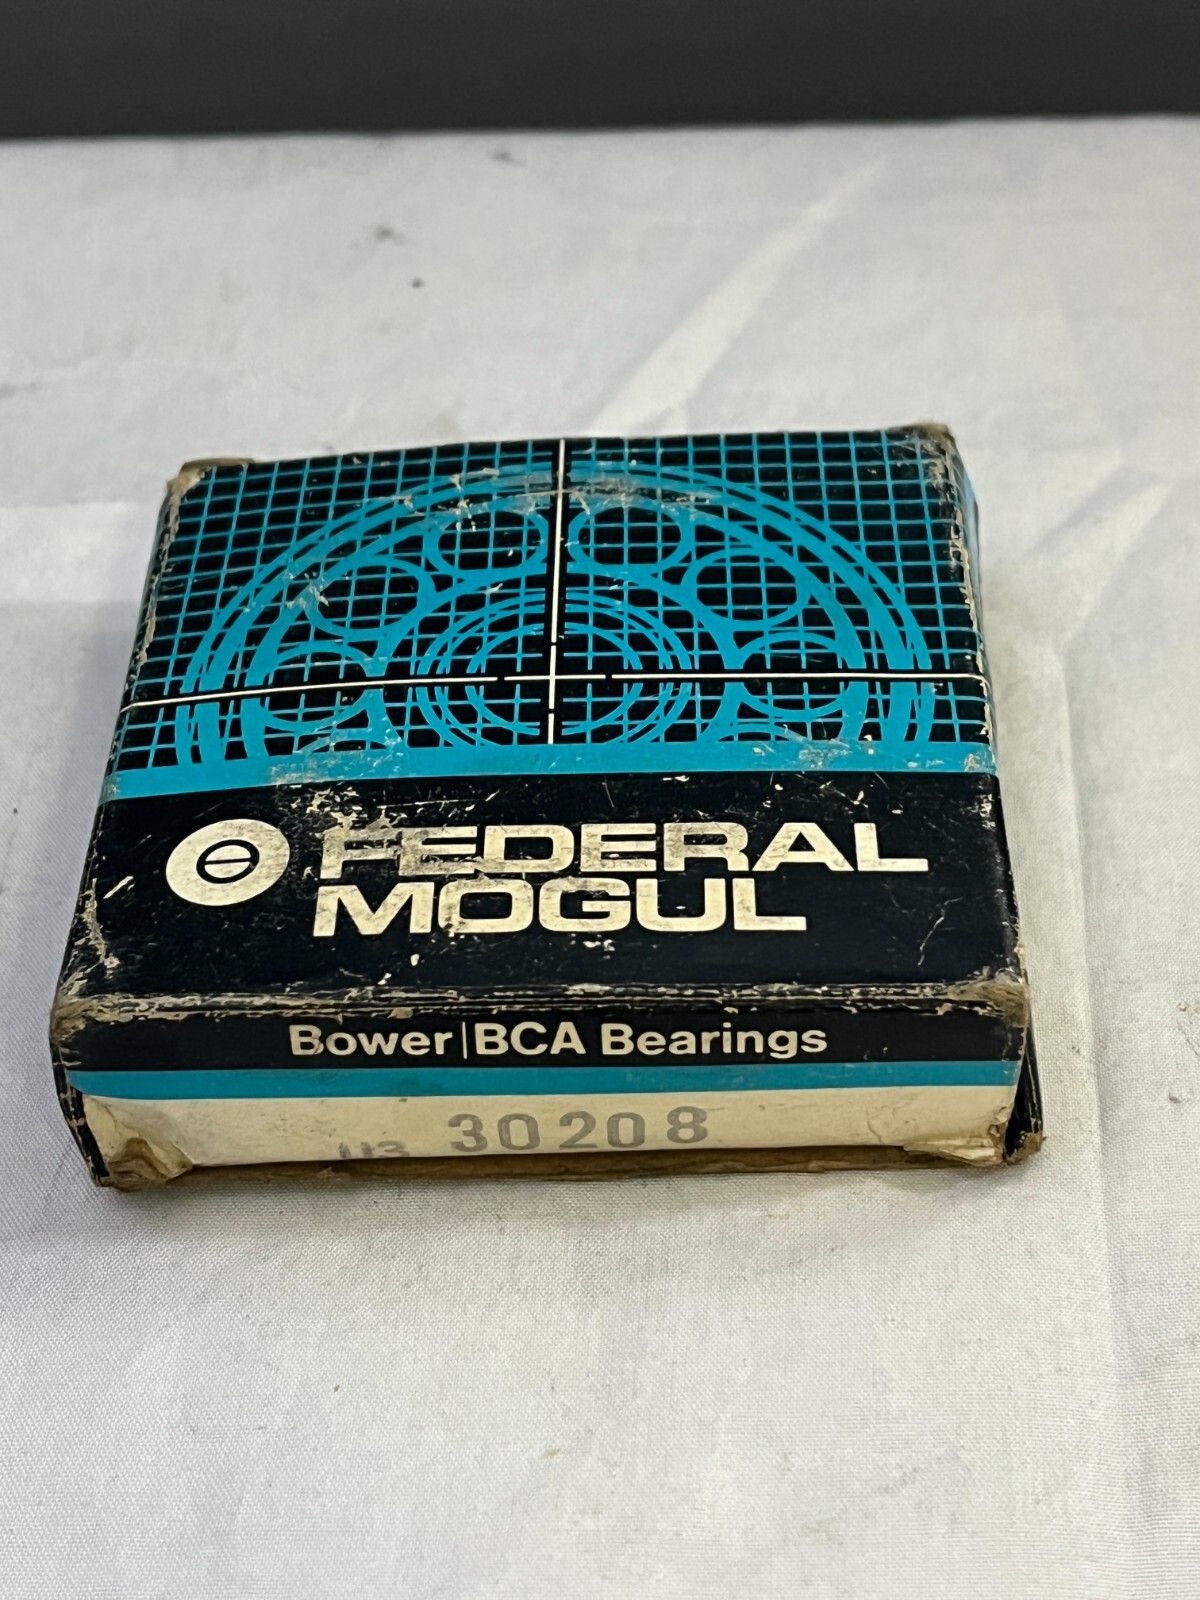 FEDERAL
MOGUL
Bower|BCA Bearings
30208